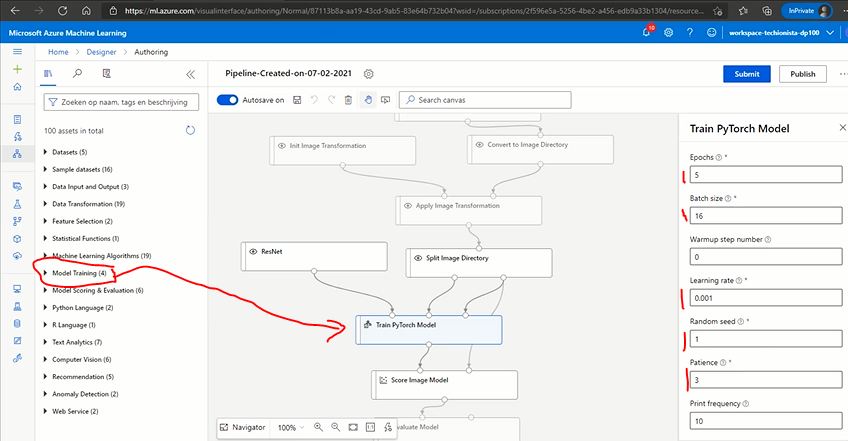 https://ml.azure.com/visualinterface/authoring/Normal/87113b8a-aa19-43cd-9ab5-83e64b732b04?wsid=/subscriptions/2f596e5a-5256-4be2-a456-edb9a33b1304/resource...
InPrivate
Microsoft Azure Machine Learning
10
workspace-techionista-dp100
Home > Designer > Authoring
Pipeline-Created-on-07-02-2021
Submit
Publish
Zoeken op naam, tags en beschrijving
Autosave on
Search canvas
100 assets in total
Datasets (5)
Sample datasets (16)
Data Input and Output (3)
Data Transformation (19)
Feature Selection (2)
Statistical Functions (1)
Machine Learning Algorithms (19)
Model Training (4)
Model Scoring & Evaluation (6)
Python Language (2)
R Language (1)
Text Analytics (7)
Computer Vision (6)
Recommendation (5)
Anomaly Detection (2)
Web Service (2)
Init Image Transformation
Convert to Image Directory
Apply Image Transformation
ResNet
Split Image Directory
Train PyTorch Model
Score Image Model
Evaluate Model
Navigator
100%
1:1
Train PyTorch Model
Epochs *
5
Batch size *
16
Warmup step number
0
Learning rate *
0.001
Random seed *
1
Patience *
3
Print frequency
10